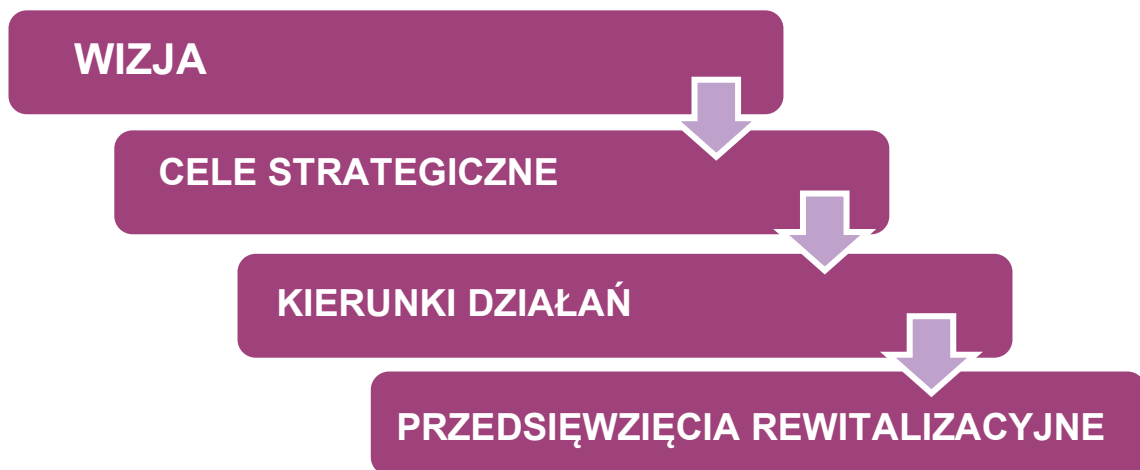 WIZJA
CELE STRATEGICZNE
KIERUNKI DZIAŁAŃ
PRZEDSIĘWZIĘCIA REWITALIZACYJNE